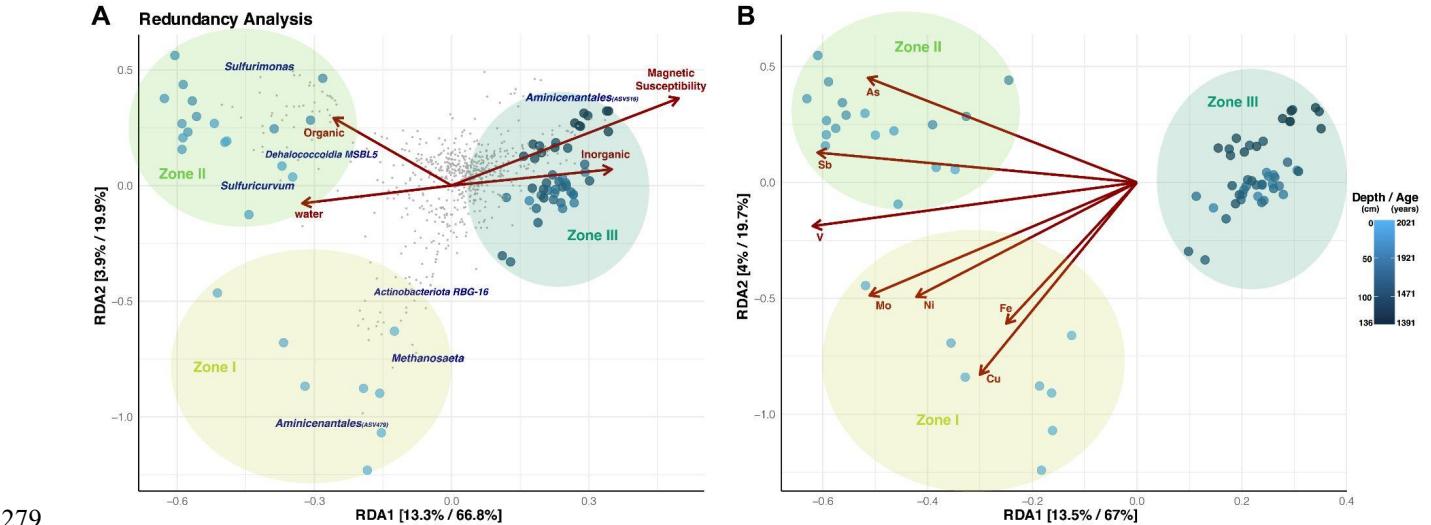 A
Redundancy Analysis
0.5
0.0
−0.5
−1.0
RDA2 [3.9% / 19.9%]
Sulfurimonas
Organic
Dehalococcoidia MSBL5
Zone II
Sulfuricurvum
water
Magnetic
Susceptibility
Aminicenantales(ASV516)
Inorganic
Zone III
Actinobacteriota RBG-16
Zone I
Methanosaeta
Aminicenantales(ASV479)
−0.6
−0.3
0.0
0.3
RDA1 [13.3% / 66.8%]
B
0.5
0.0
−0.5
−1.0
RDA2 [4% / 19.7%]
Zone II
As
Sb
V
Mo
Ni
Fe
Cu
Zone I
Zone III
−0.6
−0.4
−0.2
0.0
0.2
0.4
RDA1 [13.5% / 67%]
Depth / Age
(cm) (years)
0 2021
50 1921
100 1471
136 1391
279